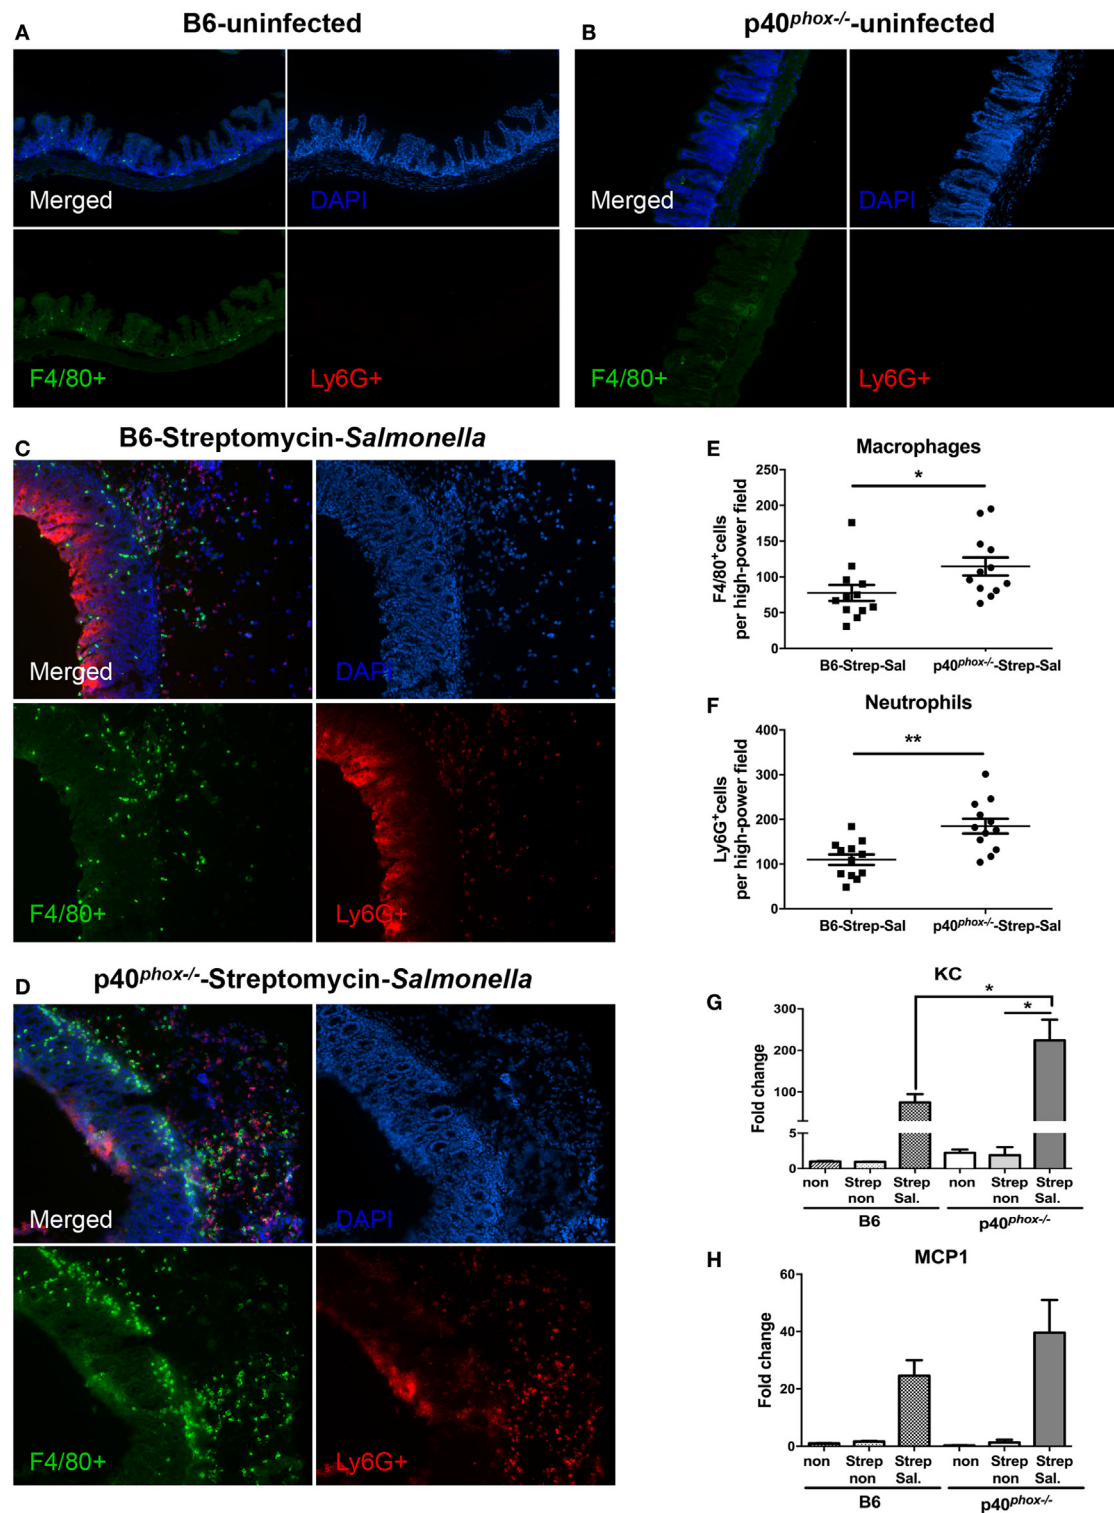 A
B6-uninfected
Merged
DAPI
F4/80+
Ly6G+
B
p40phox-/--uninfected
Merged
DAPI
F4/80+
Ly6G+
C
B6-Streptomycin-Salmonella
Merged
DAPI
F4/80+
Ly6G+
D
p40phox-/--Streptomycin-Salmonella
Merged
DAPI
F4/80+
Ly6G+
E
Macrophages
F4/80+cells
per high-power field
250
200
150
100
50
0
*
B6-Strep-Sal
p40phox-/--Strep-Sal
F
Neutrophils
Ly6G+cells
per high-power field
400
300
200
100
0
**
B6-Strep-Sal
p40phox-/--Strep-Sal
G
KC
Fold change
300
200
100
5
0
*
*
non
Strep
non
Strep
Sal.
non
Strep
non
Strep
Sal.
B6
p40phox-/-
H
MCP1
Fold change
60
40
20
0
non
Strep
non
Strep
Sal.
non
Strep
non
Strep
Sal.
B6
p40phox-/-